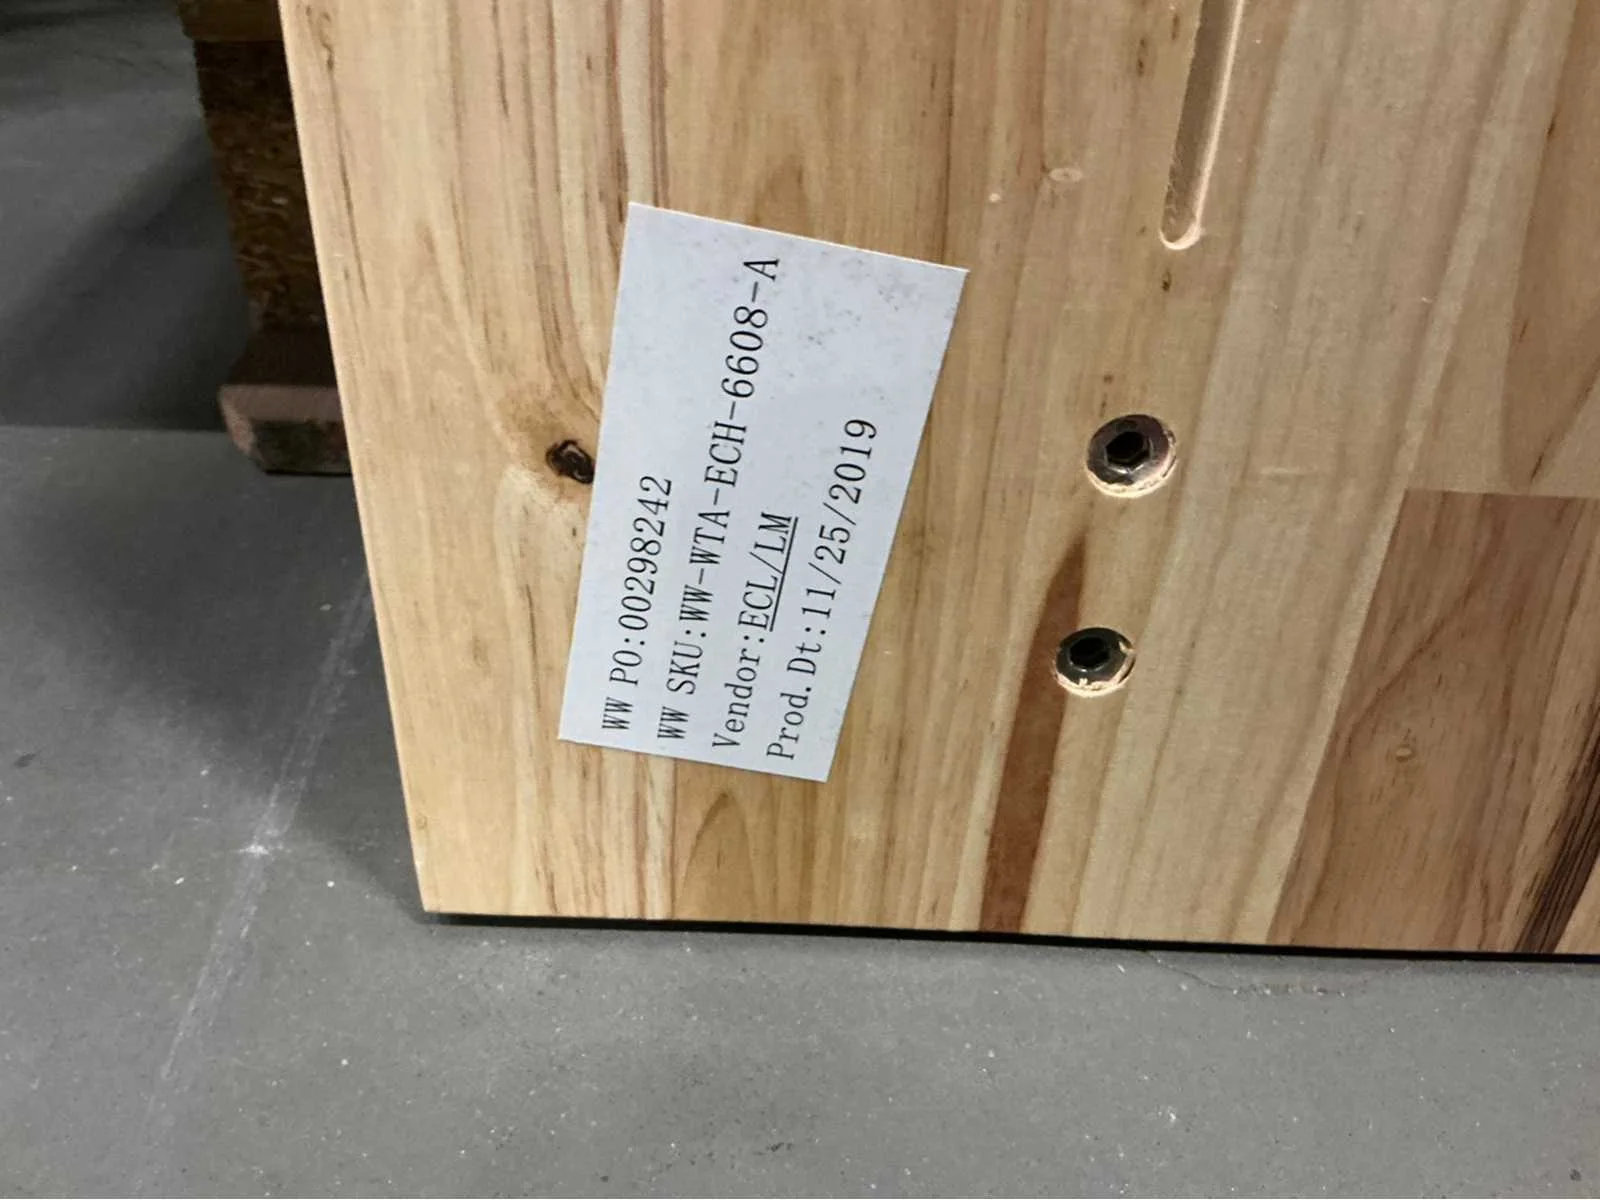 WW PO:00298242
WW SKU:WW-WTA-ECH-6608-A
Vendor:ECL/LM
Prod.Dt:11/25/2019